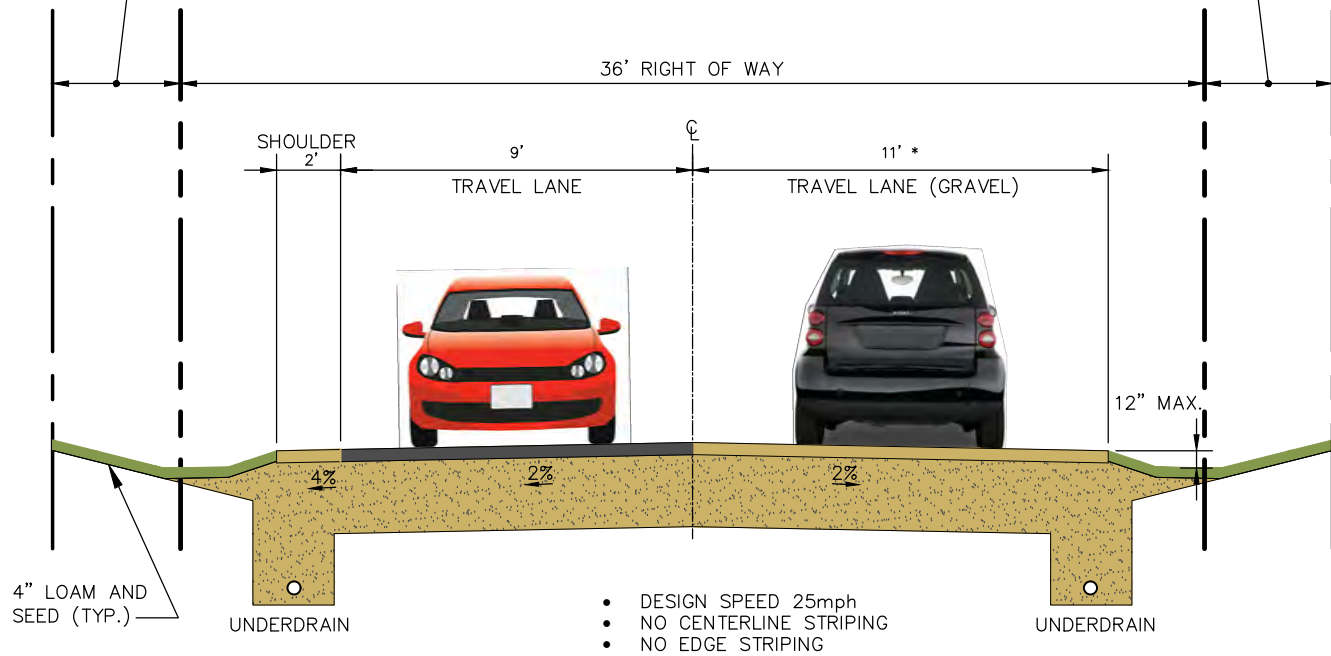 36' RIGHT OF WAY
SHOULDER
2'
9'
TRAVEL LANE
℄
11' *
TRAVEL LANE (GRAVEL)
12" MAX.
4%
2%
2%
4" LOAM AND
SEED (TYP.)
UNDERDRAIN
• DESIGN SPEED 25mph
• NO CENTERLINE STRIPING
• NO EDGE STRIPING
UNDERDRAIN